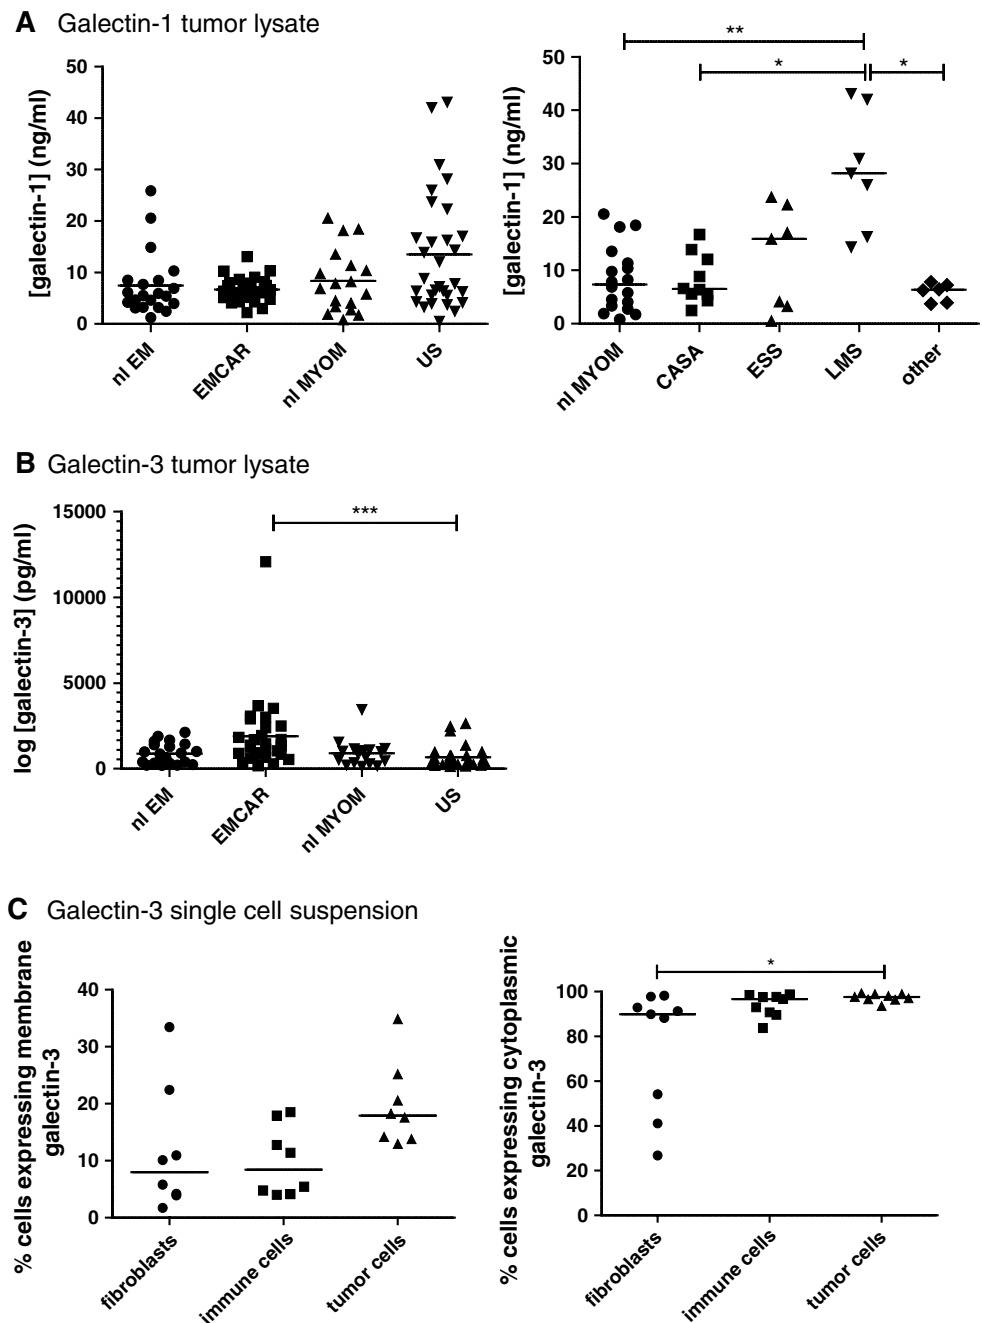 A Galectin-1 tumor lysate
[galectin-1] (ng/ml)
50
40
30
20
10
0
nl EM
EMCAR
nl MYOM
US
[galectin-1] (ng/ml)
50
40
30
20
10
0
**
*
*
nl MYOM
CASA
ESS
LMS
other
B Galectin-3 tumor lysate
log [galectin-3] (pg/ml)
15000
10000
5000
0
***
nl EM
EMCAR
nl MYOM
US
C Galectin-3 single cell suspension
% cells expressing membrane
galectin-3
40
30
20
10
0
fibroblasts
immune cells
tumor cells
% cells expressing cytoplasmic
galectin-3
100
80
60
40
20
0
*
fibroblasts
immune cells
tumor cells